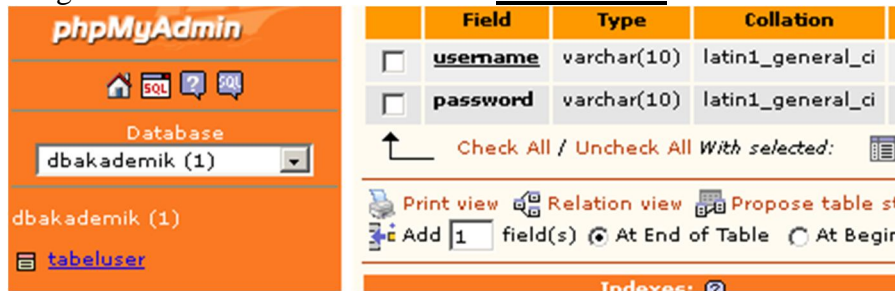 phpMyAdmin
SQL SQL
Database
dbakademik (1)
dbakademik (1)
tabeluser
Field Type Collation
username varchar(10) latin1_general_ci
password varchar(10) latin1_general_ci
Check All / Uncheck All With selected:
Print view Relation view Propose table
Add 1 field(s) At End of Table At
Indexes: